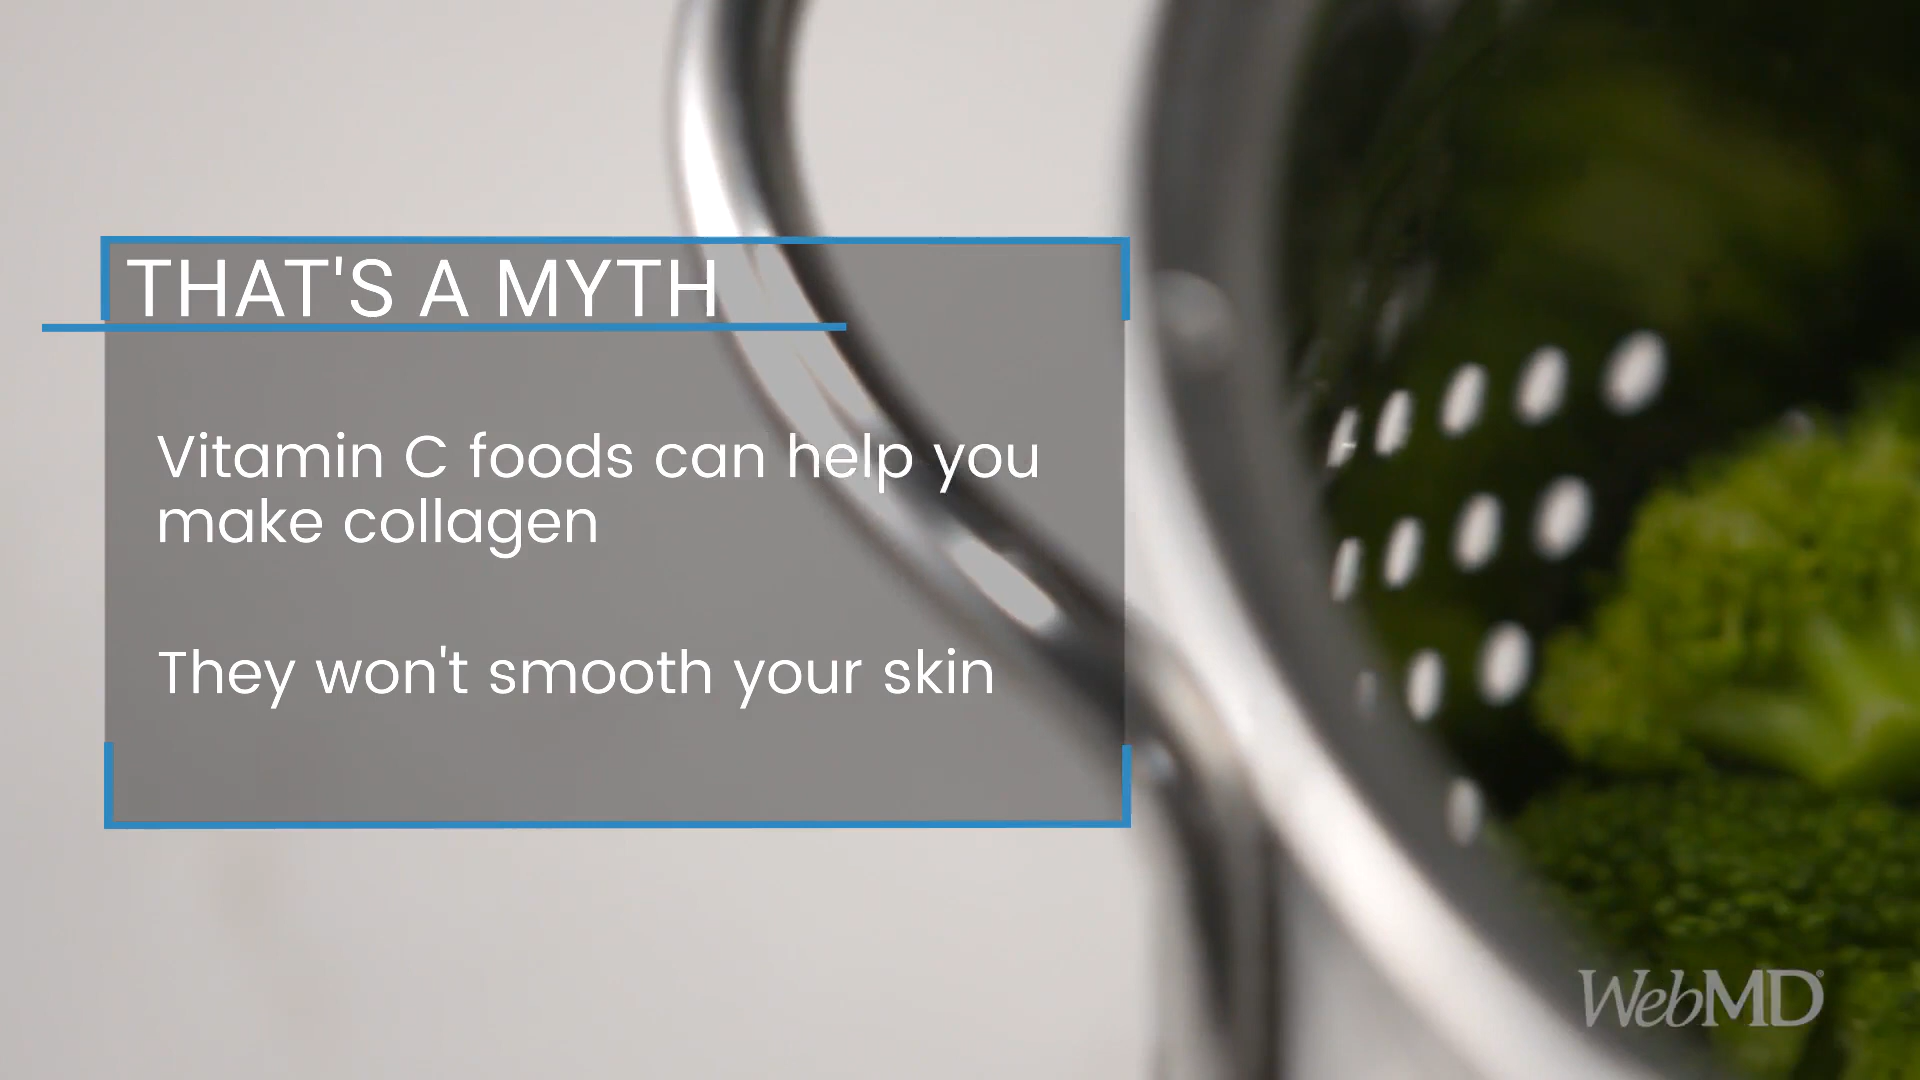 THAT'S A MYTH
Vitamin C foods can help you
make collagen
They won't smooth your skin
WebMD